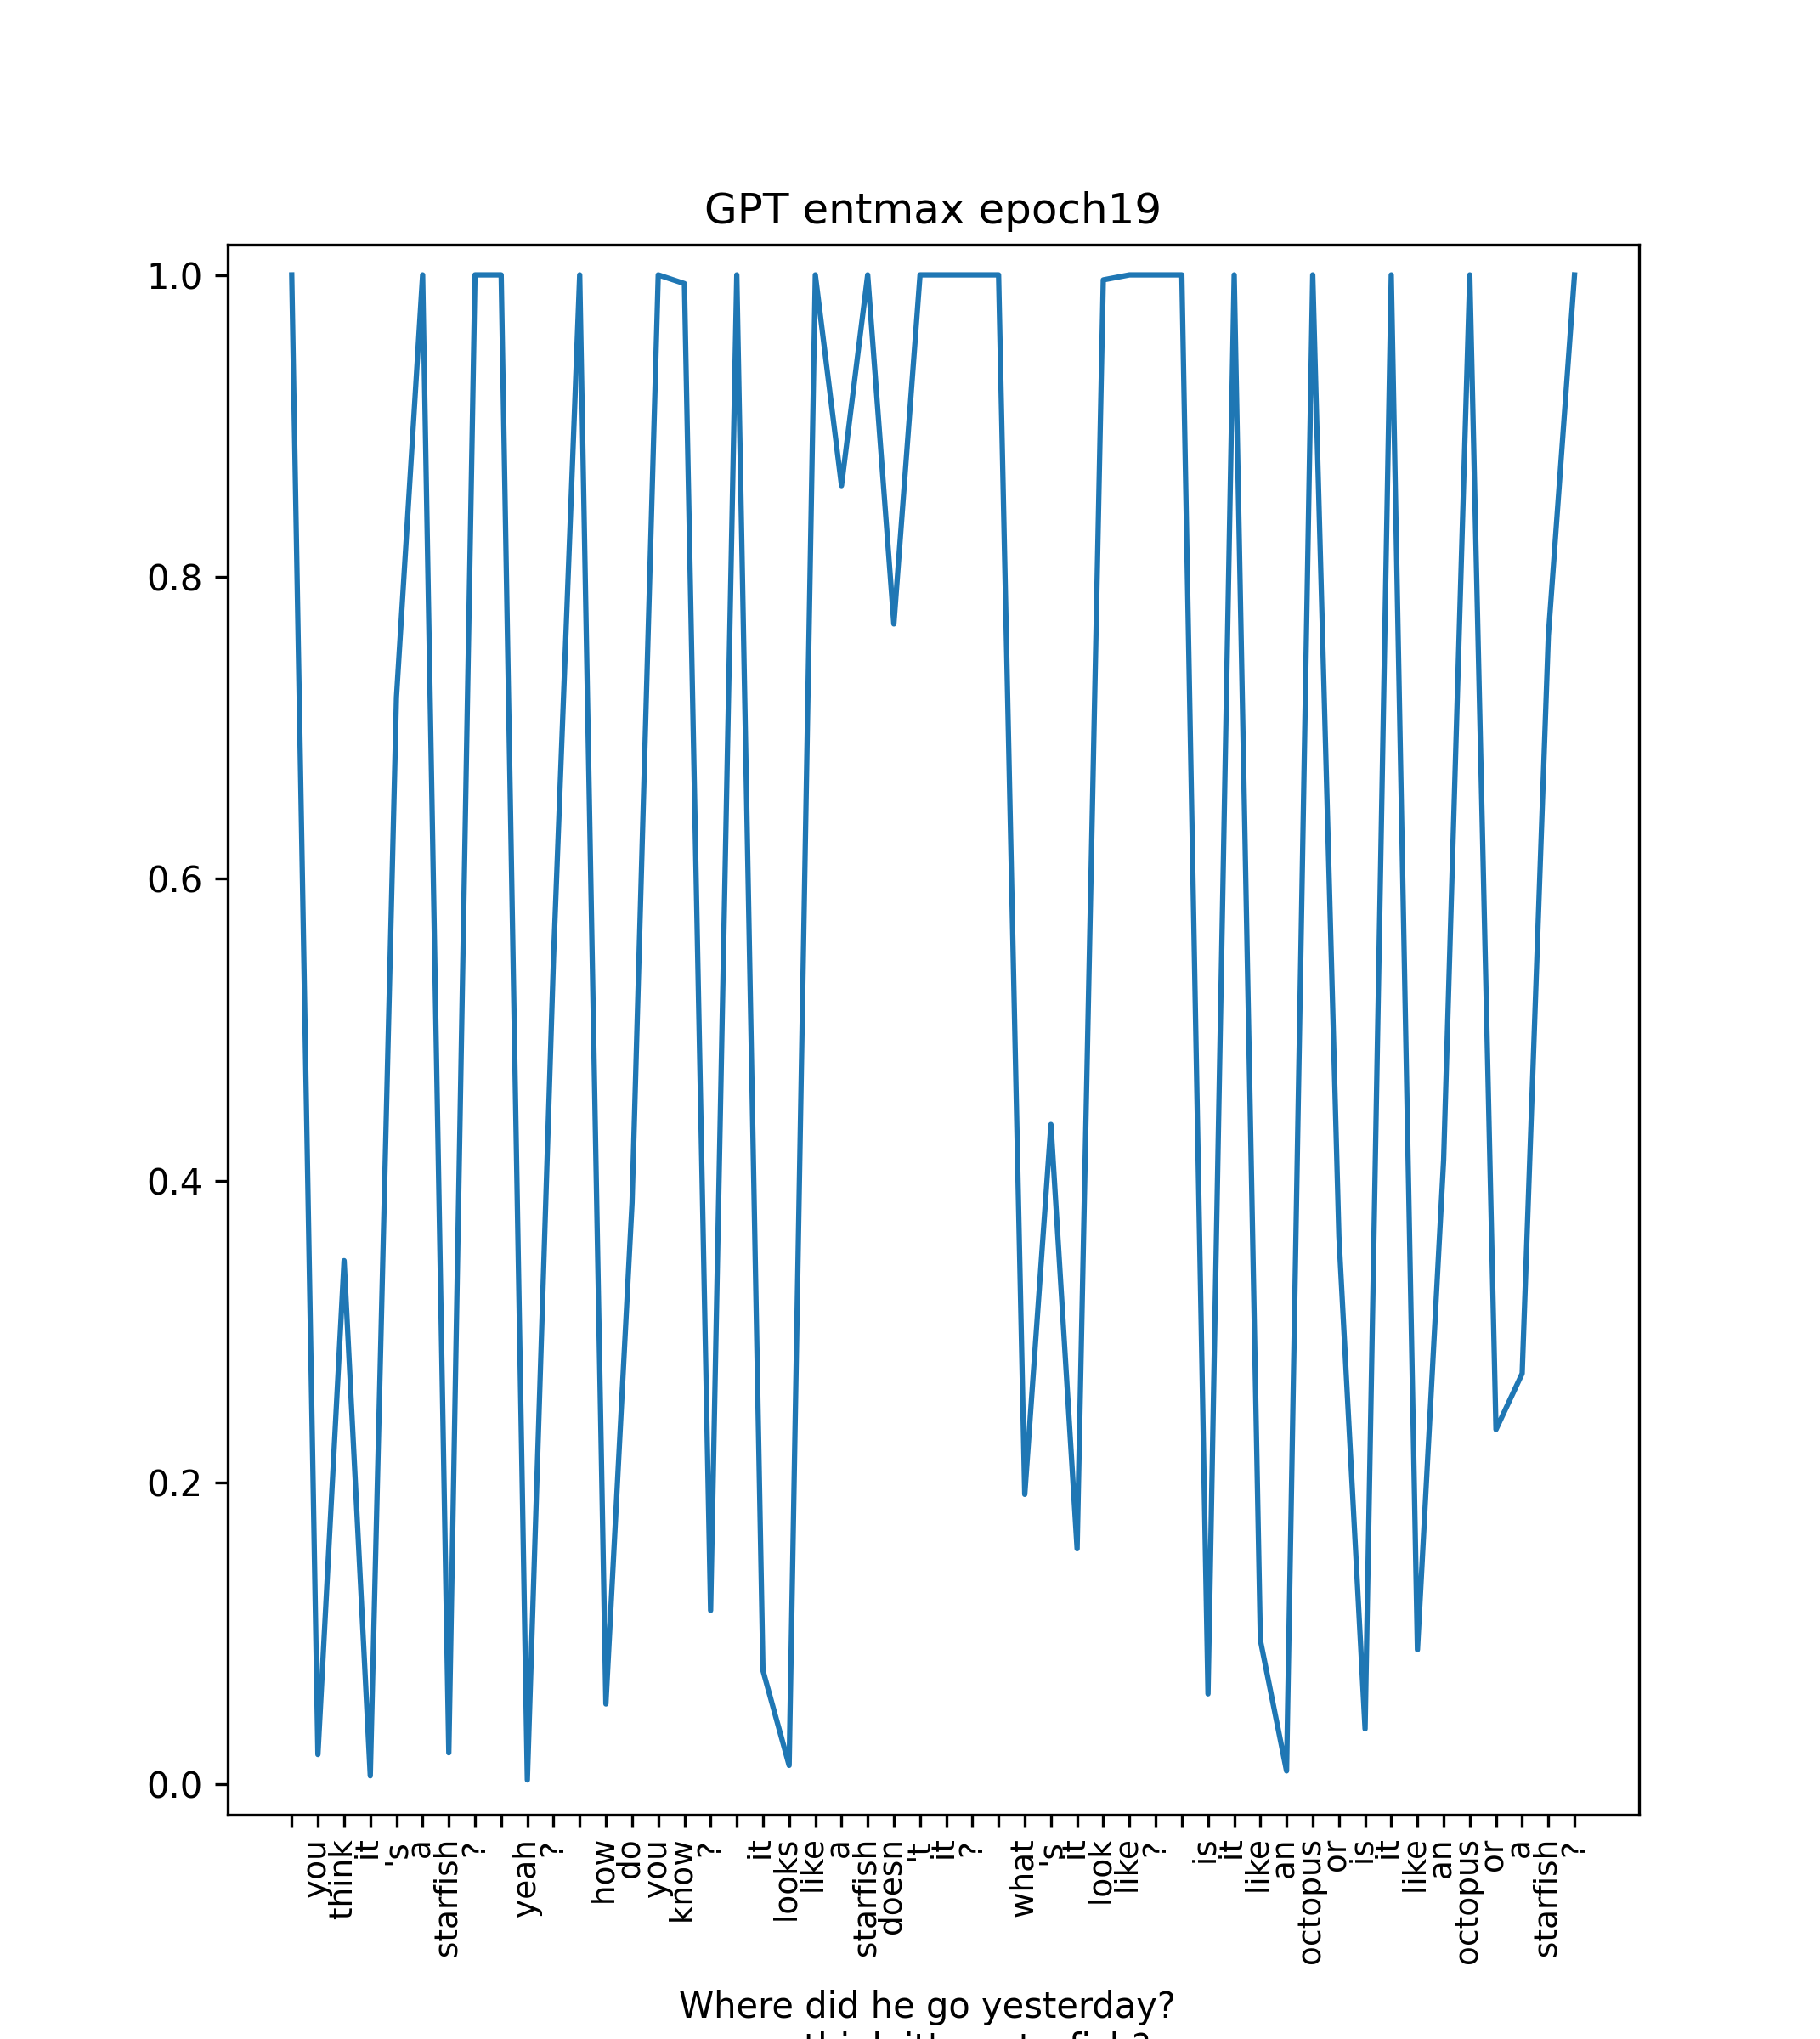 GPT entmax epoch19
1.0
0.8
0.6
0.4
0.2
0.0
you think it 's a starfish ? yeah ? how do you know ? it looks like a starfish doesn 't it ? what 's it look like ? is it like an octopus or is it like an octopus or a starfish ?
Where did he go yesterday?